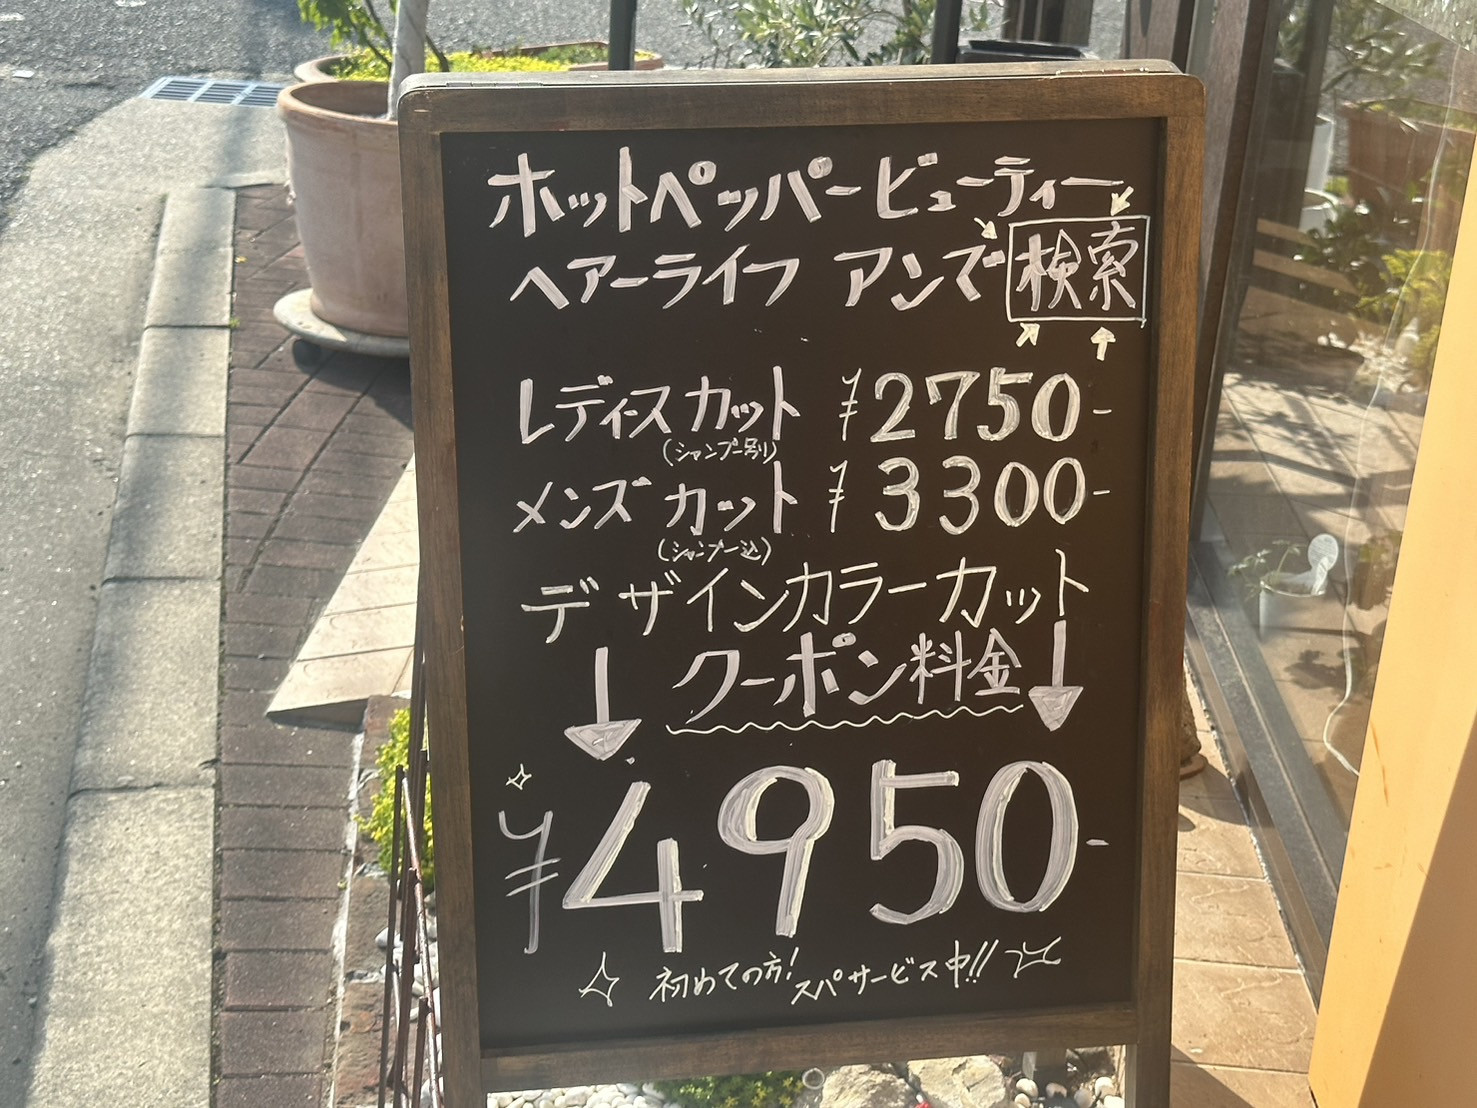 ホットペッパービューティー
ヘアーライフ アンで 検索
レディースカット ¥2750-
(シャンプー別り)
メンズカット ¥3300-
(シャンプー込)
デザインカラーカット
クーポン料金
¥4950-
初めての方! スパサービス中!!